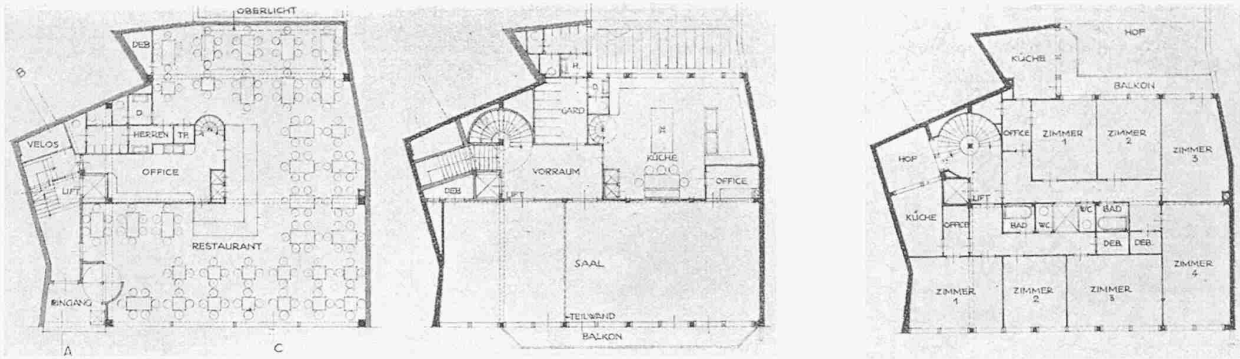 OBERLICHT
DEB.
B
D.
HERREN
TP.
VELOS
OFFICE
LIFT
RESTAURANT
EINGANG
A
C
GARD.
KÜCHE
VORRAUM
OFFICE
DEB.
LIFT
SAAL
TEILWAND
BALKON
HOF
KÜCHE
BALKON
OFFICE
ZIMMER
1
ZIMMER
2
ZIMMER
3
HOF
LIFT
KÜCHE
OFFICE
BAD
WC
WC
BAD
DEB.
DEB.
ZIMMER
4
ZIMMER
1
ZIMMER
2
ZIMMER
3